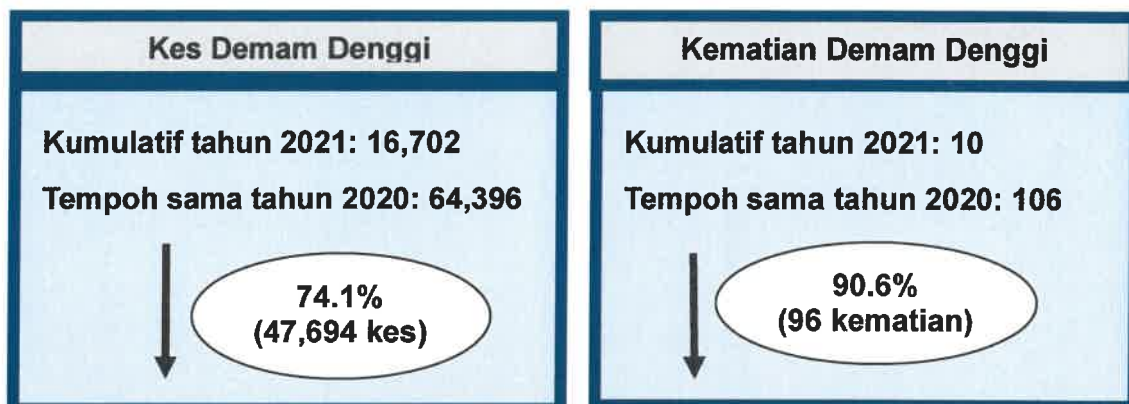 Kes Demam Denggi
Kumulatif tahun 2021: 16,702
Tempoh sama tahun 2020: 64,396
74.1%
(47,694 kes)
Kematian Demam Denggi
Kumulatif tahun 2021: 10
Tempoh sama tahun 2020: 106
90.6%
(96 kematian)